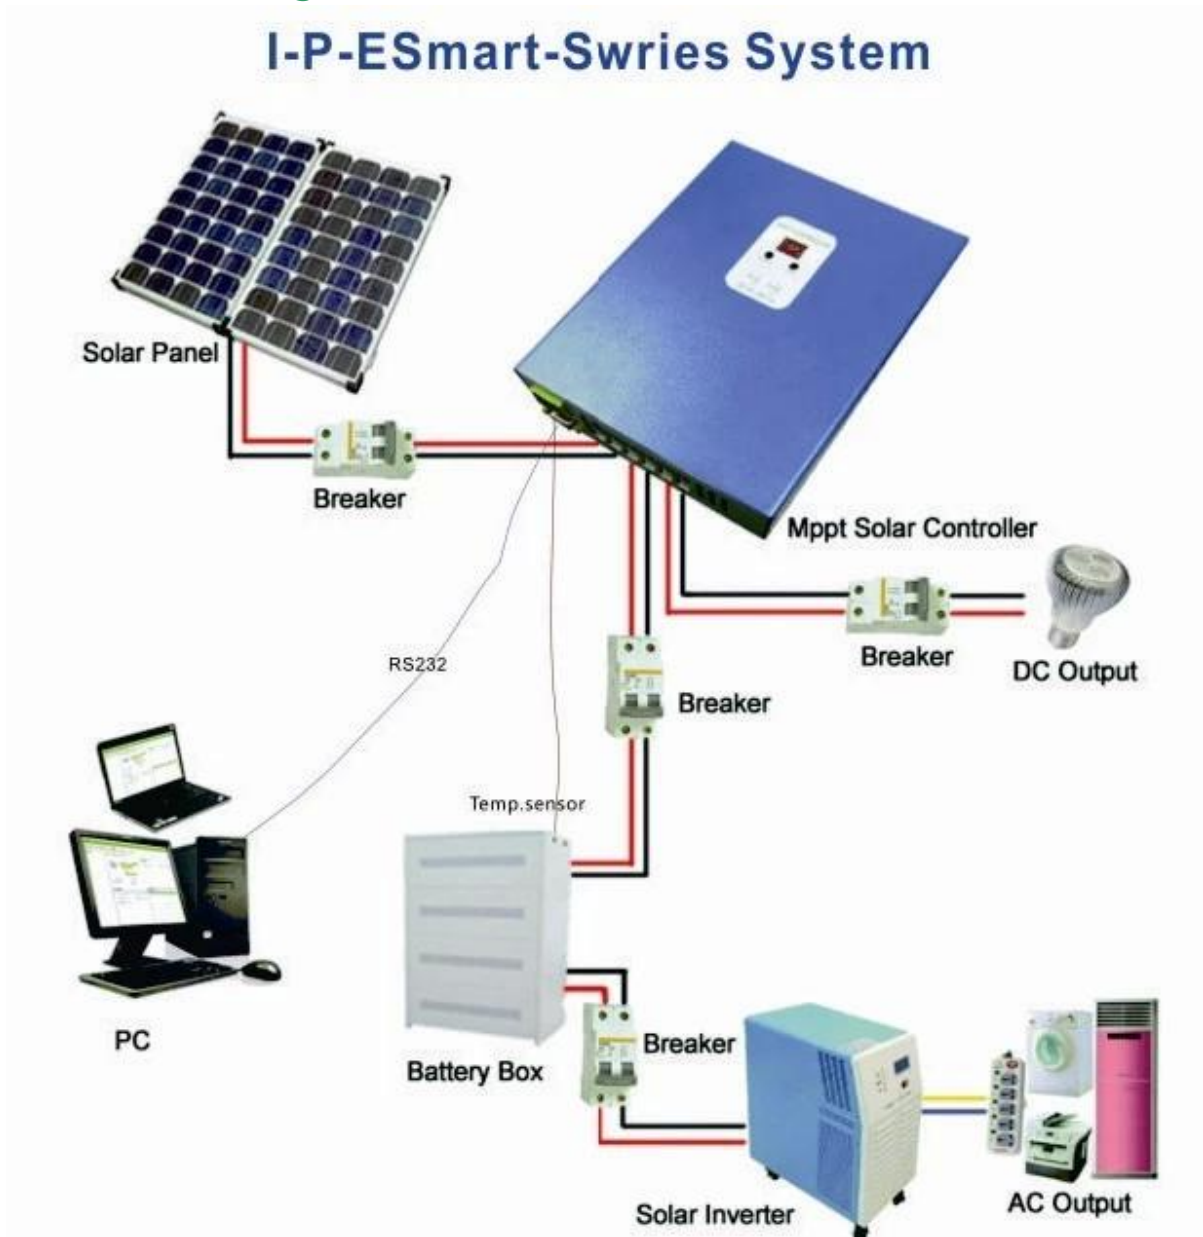 I-P-ESmart-Swries System
Solar Panel
Breaker
Mppt Solar Controller
Breaker
DC Output
RS232
Breaker
Temp.sensor
PC
Battery Box
Breaker
Solar Inverter
AC Output